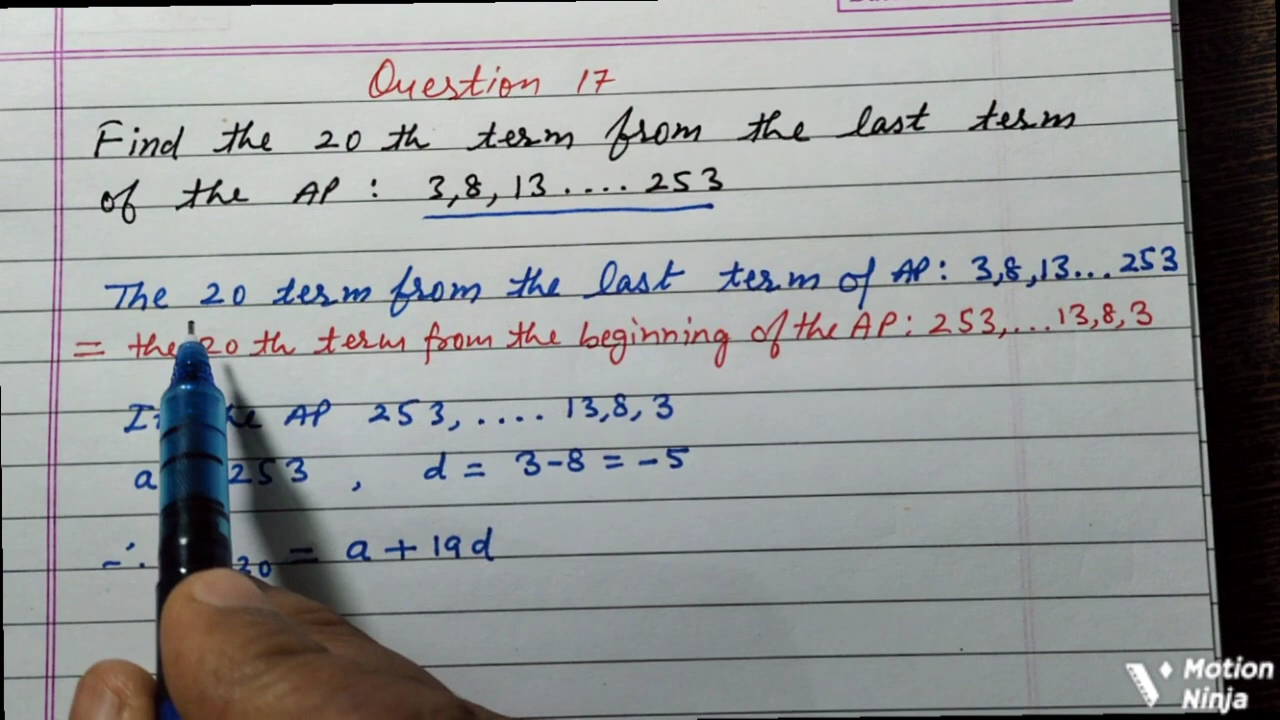 Question 17
Find the 20 th term from the last term
of the AP : 3,8,13 .... 253
The 20 term from the last term of AP: 3,8,13...253
= the 20 th term from the beginning of the AP: 253,...13,8,3
AP 253, .... 13,8,3
a 253 , d = 3-8 = -5
∴ 20 = a + 19d
Motion
Ninja